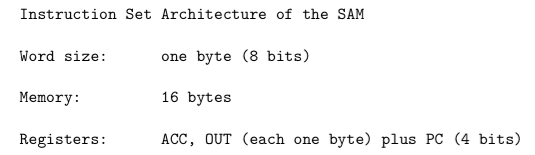 Instruction Set Architecture of the SAM
Word size: one byte (8 bits)
Memory: 16 bytes
Registers: ACC, OUT (each one byte) plus PC (4 bits)